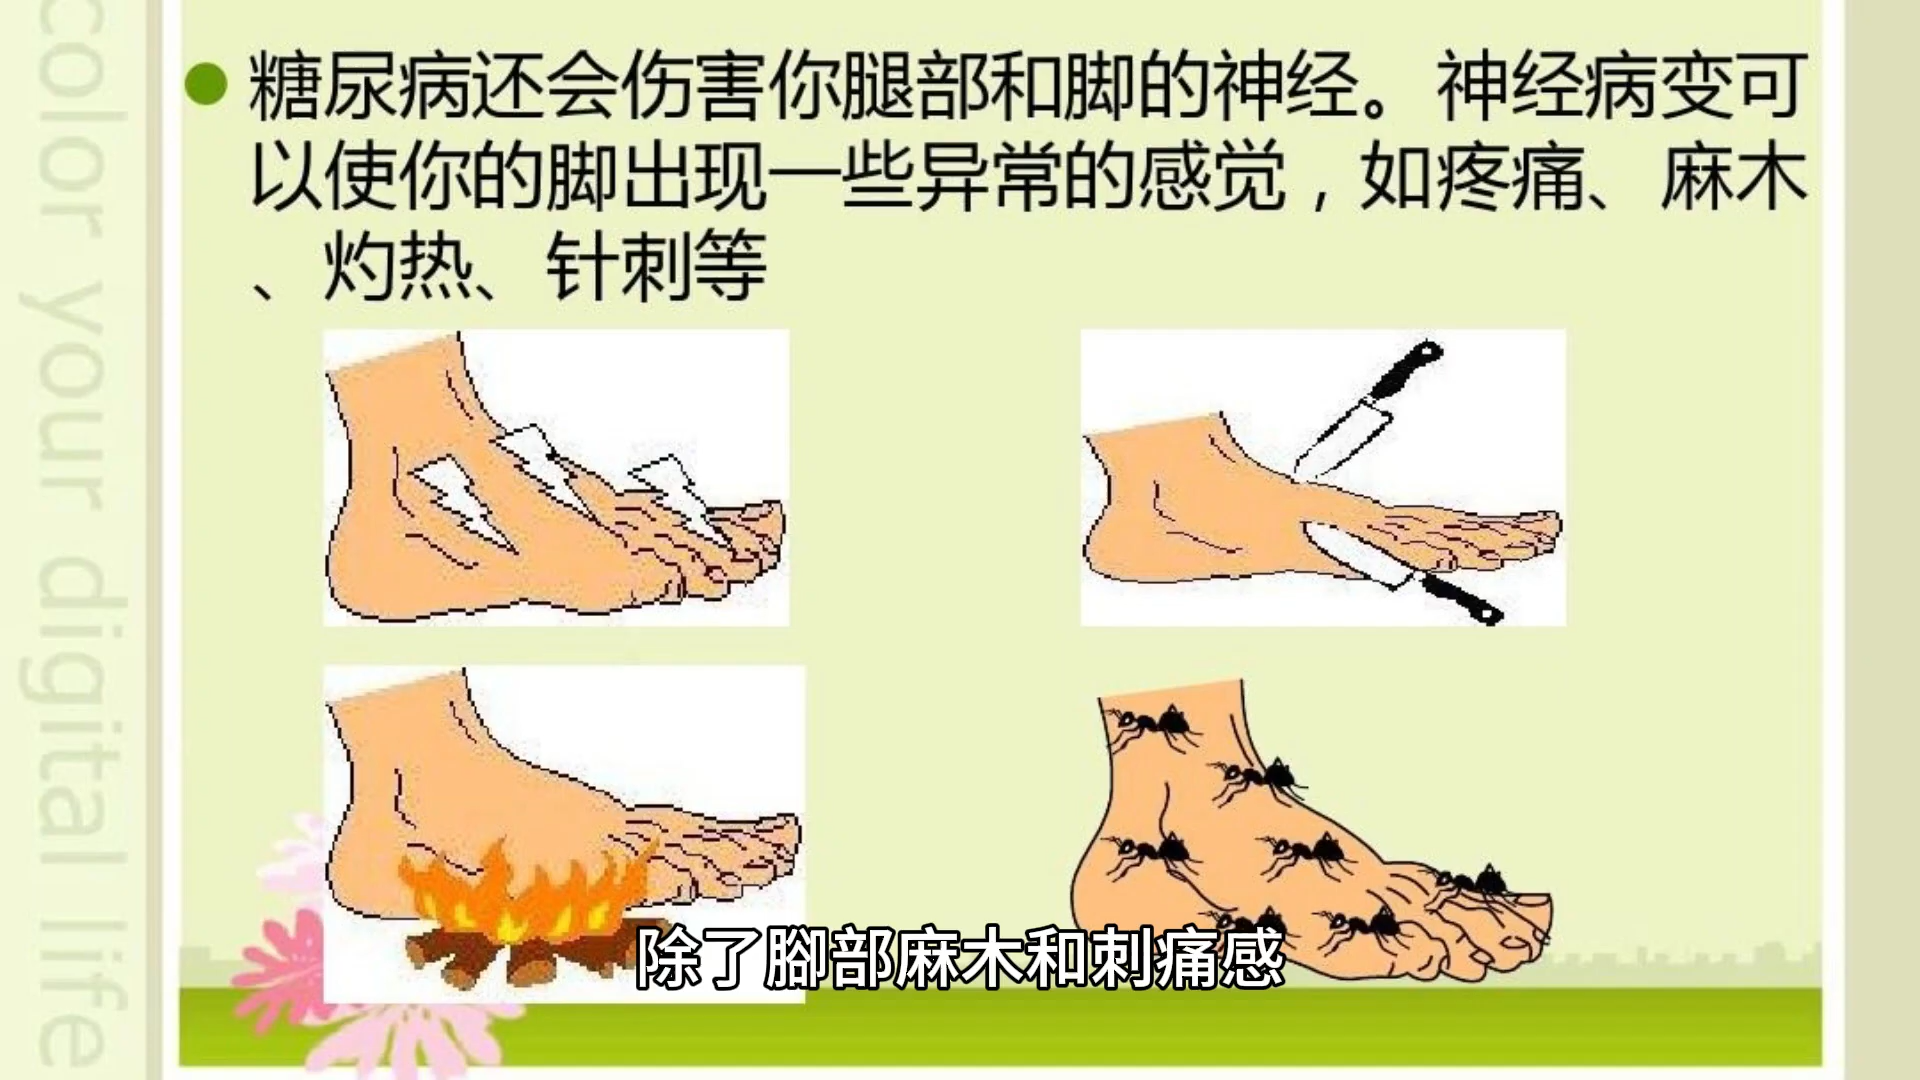 糖尿病还会伤害你腿部和脚的神经。神经病变可
以使你的脚出现一些异常的感觉，如疼痛、麻木
、灼热、针刺等
除了腳部麻木和刺痛感
color your digital life